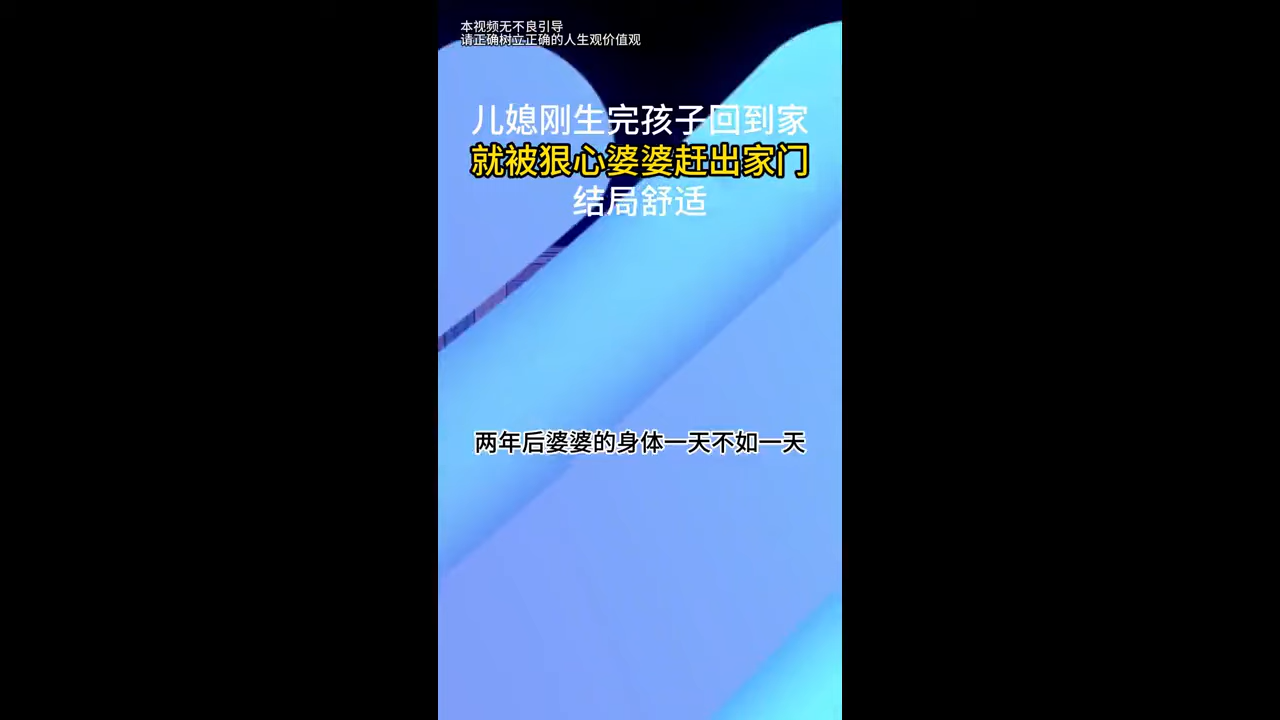 本视频无不良引导
请正确树立正确的人生观价值观
儿媳刚生完孩子回到家
就被狠心婆婆赶出家门
结局舒适
两年后婆婆的身体一天不如一天